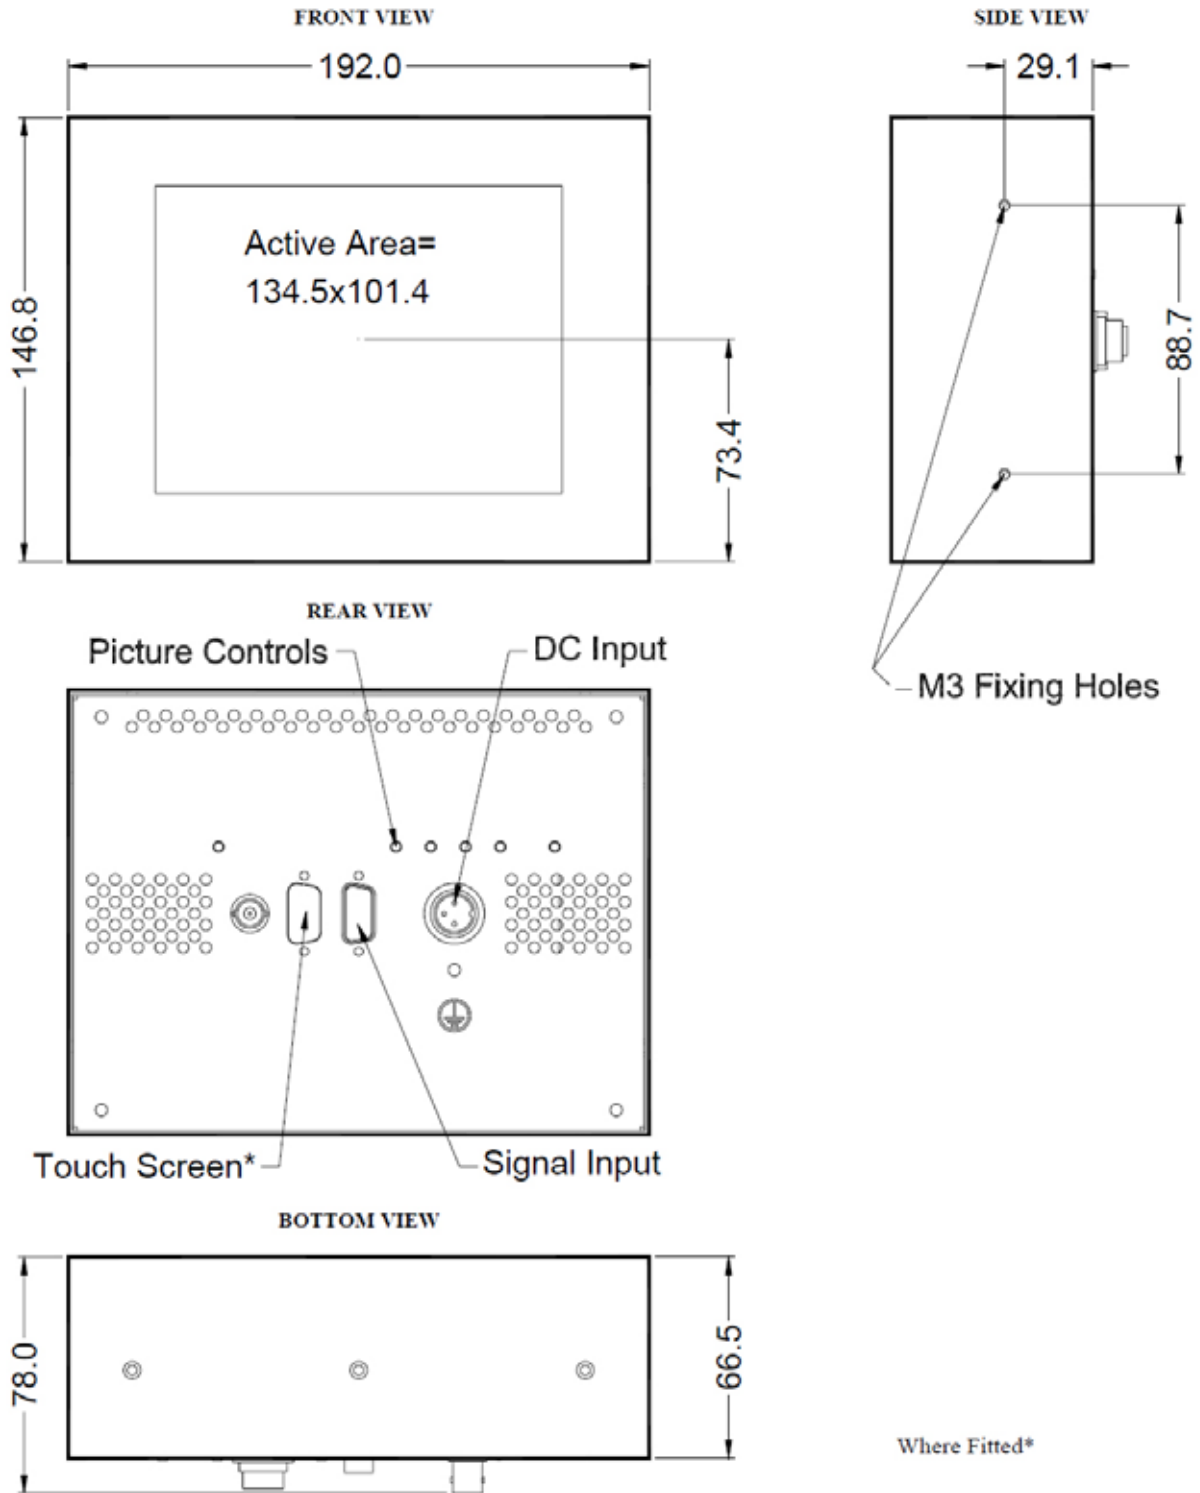 FRONT VIEW
SIDE VIEW
192.0
29.1
Active Area=
134.5x101.4
146.8
73.4
88.7
M3 Fixing Holes
REAR VIEW
Picture Controls
DC Input
Touch Screen*
Signal Input
BOTTOM VIEW
78.0
66.5
Where Fitted*